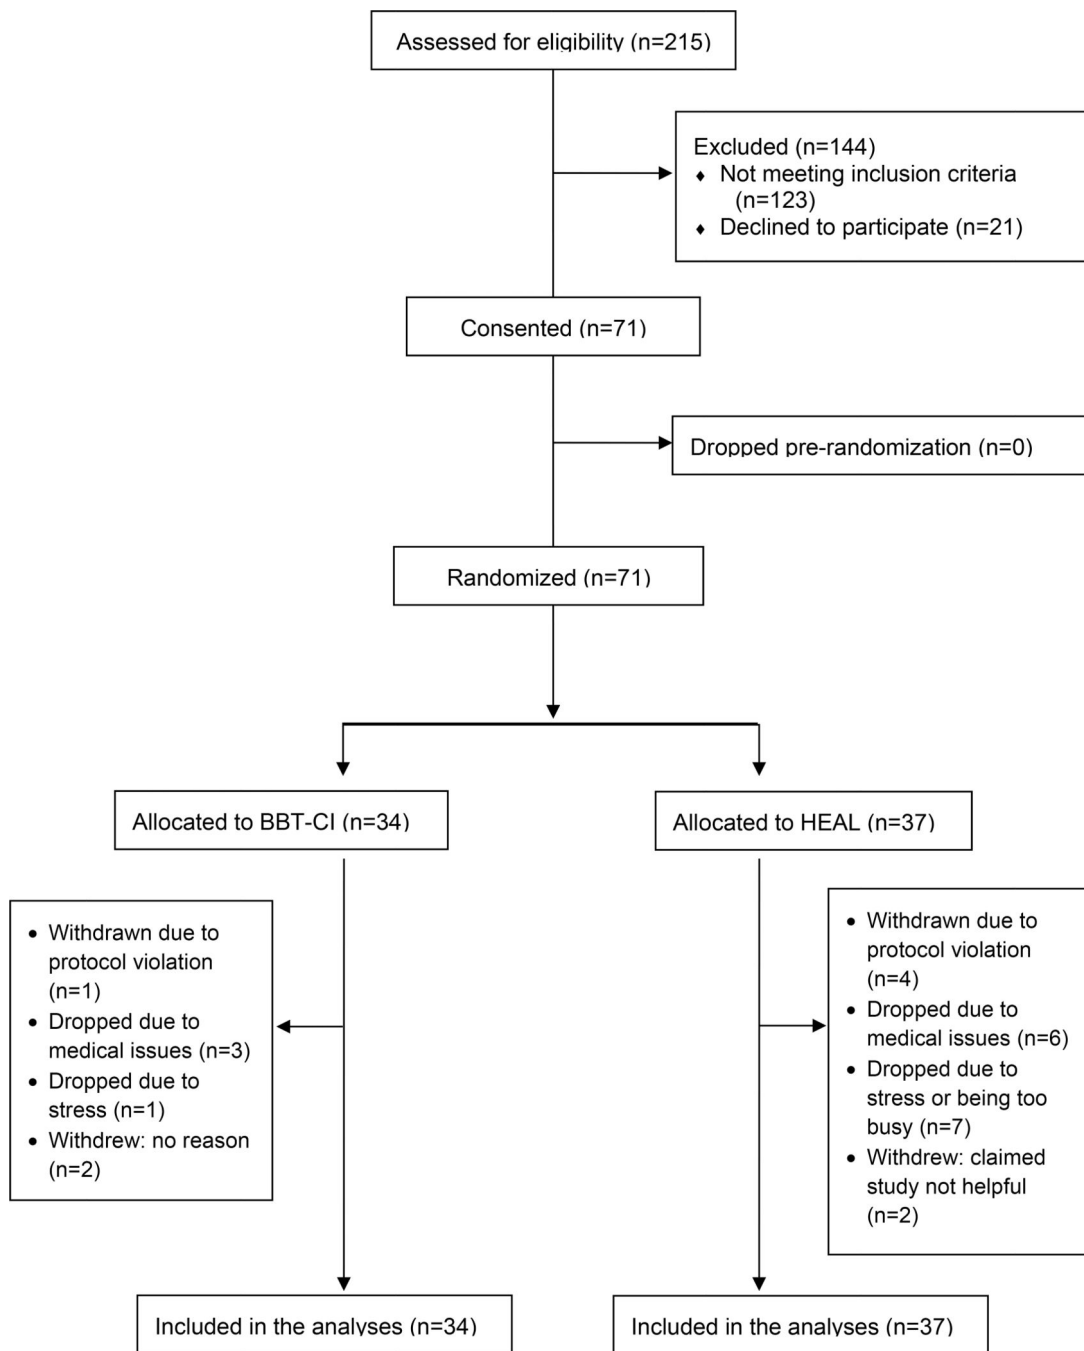 Assessed for eligibility (n=215)
Excluded (n=144)
♦ Not meeting inclusion criteria
(n=123)
♦ Declined to participate (n=21)
Consented (n=71)
Dropped pre-randomization (n=0)
Randomized (n=71)
Allocated to BBT-CI (n=34)
Allocated to HEAL (n=37)
• Withdrawn due to
protocol violation
(n=1)
• Dropped due to
medical issues (n=3)
• Dropped due to
stress (n=1)
• Withdrew: no reason
(n=2)
• Withdrawn due to
protocol violation
(n=4)
• Dropped due to
medical issues (n=6)
• Dropped due to
stress or being too
busy (n=7)
• Withdrew: claimed
study not helpful
(n=2)
Included in the analyses (n=34)
Included in the analyses (n=37)